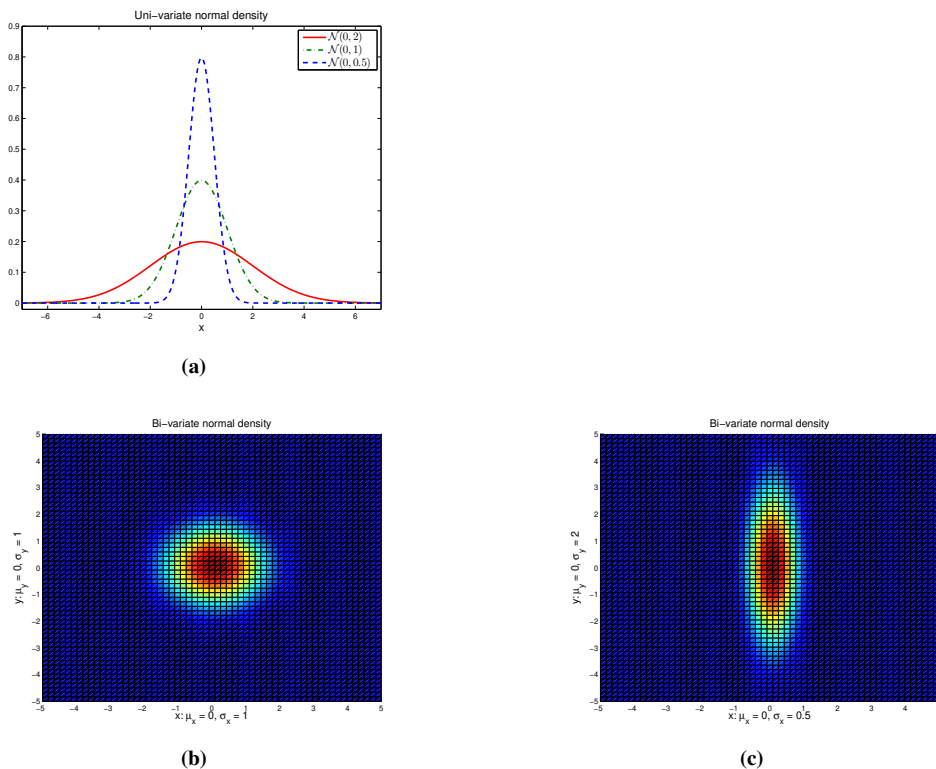 Uni−variate normal density
0.9
0.8
0.7
0.6
0.5
0.4
0.3
0.2
0.1
0
N(0, 2)
N(0, 1)
N(0, 0.5)
−6 −4 −2 0 2 4 6
x
(a)
Bi−variate normal density
5
4
3
2
1
0
−1
−2
−3
−4
−5
y: μy = 0, σy = 1
−5 −4 −3 −2 −1 0 1 2 3 4 5
x: μx = 0, σx = 1
(b)
Bi−variate normal density
5
4
3
2
1
0
−1
−2
−3
−4
−5
y: μy = 0, σy = 2
−5 −4 −3 −2 −1 0 1 2 3 4
x: μx = 0, σx = 0.5
(c)